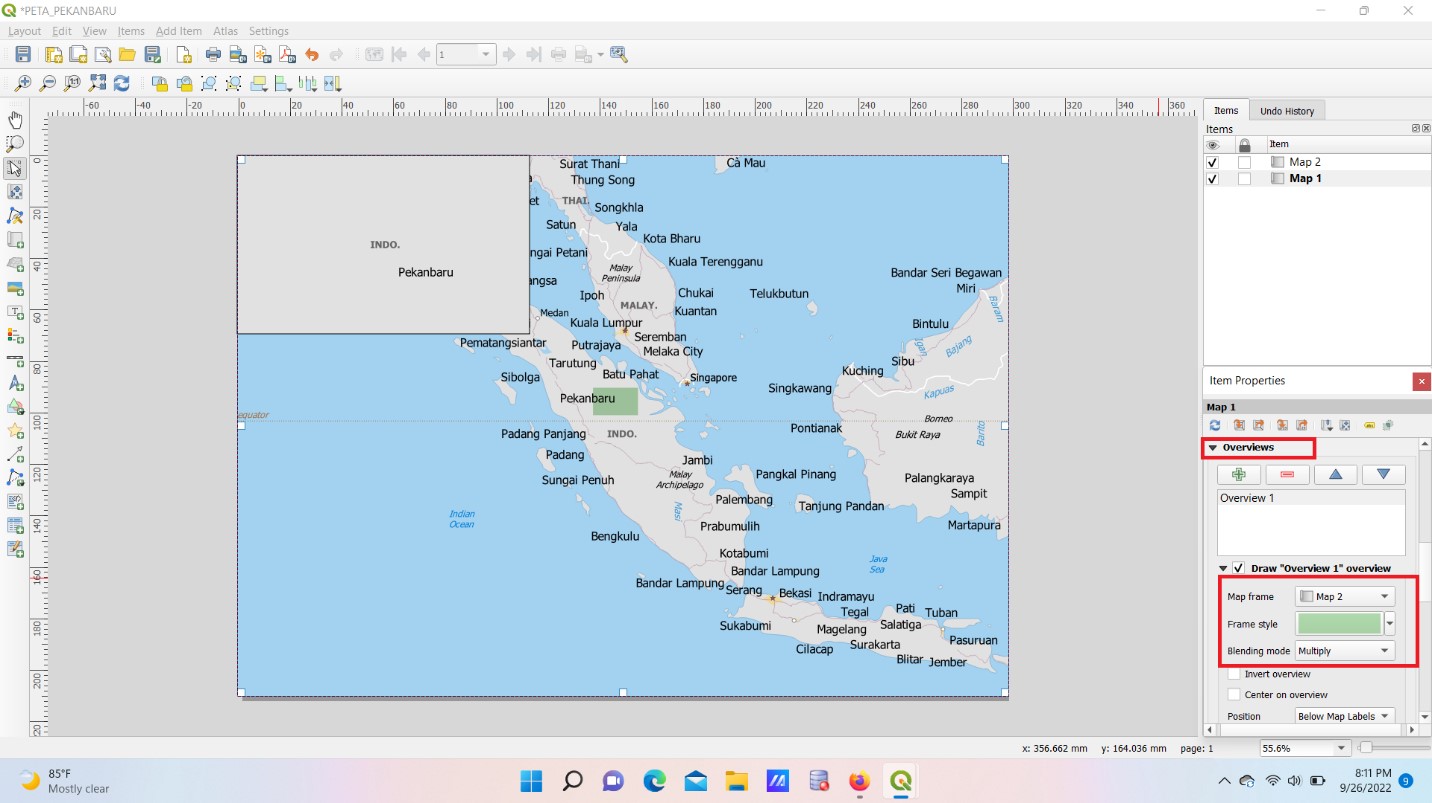 *PETA_PEKANBARU
Layout Edit View Items Add Item Atlas Settings
1
-60 -40 -20 0 20 40 60 80 100 120 140 160 180 200 220 240 260 280 300 320 340 360
0
20
40
60
80
100
120
140
160
180
200
220
Items Undo History
Items
Item
Map 2
Map 1
Item Properties
Map 1
Overviews
Overview 1
Draw "Overview 1" overview
Map frame Map 2
Frame style
Blending mode Multiply
Invert overview
Center on overview
Position Below Map Labels
INDO.
Pekanbaru
Surat Thani
Cà Mau
Thung Song
THAI.
et
Songkhla
Satun
Yala
Kota Bharu
ngai Petani
Kuala Terengganu
Malay
Peninsula
Bandar Seri Begawan
angsa
Miri
Ipoh
Chukai
Telukbutun
Baram
MALAY.
Kuantan
Medan
Kuala Lumpur
Bintulu
Seremban
Pematangsiantar
Putrajaya
Melaka City
Igan
Bajang
Tarutung
Sibu
Batu Pahat
Kuching
Sibolga
Singapore
Singkawang
Kapuas
Pekanbaru
equator
Borneo
Padang Panjang
INDO.
Pontianak
Bukit Raya
Barito
Padang
Jambi
Sungai Penuh
Malay
Archipelago
Pangkal Pinang
Palangkaraya
Sampit
Palembang
Tanjung Pandan
Indian
Ocean
Masi
Prabumulih
Martapura
Bengkulu
Kotabumi
Java
Sea
Bandar Lampung
Bandar Lampung
Serang
Bekasi
Indramayu
Tegal
Pati
Tuban
Sukabumi
Magelang
Salatiga
Pasuruan
Cilacap
Surakarta
Blitar
Jember
x: 356.662 mm y: 164.036 mm page: 1 55.6%
85°F
Mostly clear
8:11 PM
9/26/2022
9